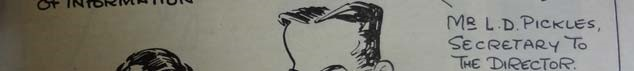 OF INFORMATION
MR L.D. PICKLES,
SECRETARY TO
THE DIRECTOR.